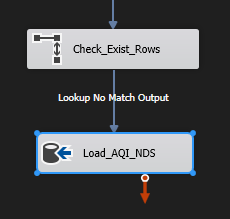 Check_Exist_Rows
Lookup No Match Output
Load_AQI_NDS